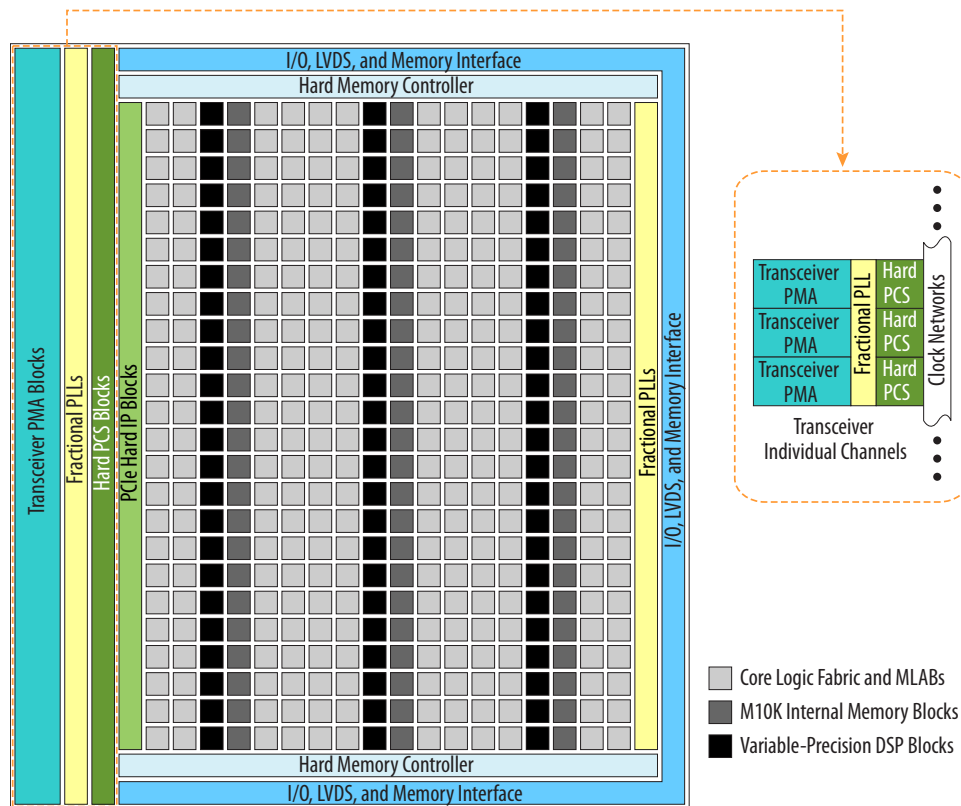 I/O, LVDS, and Memory Interface
Hard Memory Controller
Transceiver PMA Blocks
Fractional PLLs
Hard PCS Blocks
PCIe Hard IP Blocks
Fractional PLLs
I/O, LVDS, and Memory Interface
Hard Memory Controller
I/O, LVDS, and Memory Interface
Transceiver
PMA
Transceiver
PMA
Transceiver
PMA
Fractional PLL
Hard
PCS
Hard
PCS
Hard
PCS
Clock Networks
Transceiver
Individual Channels
Core Logic Fabric and MLABs
M10K Internal Memory Blocks
Variable-Precision DSP Blocks